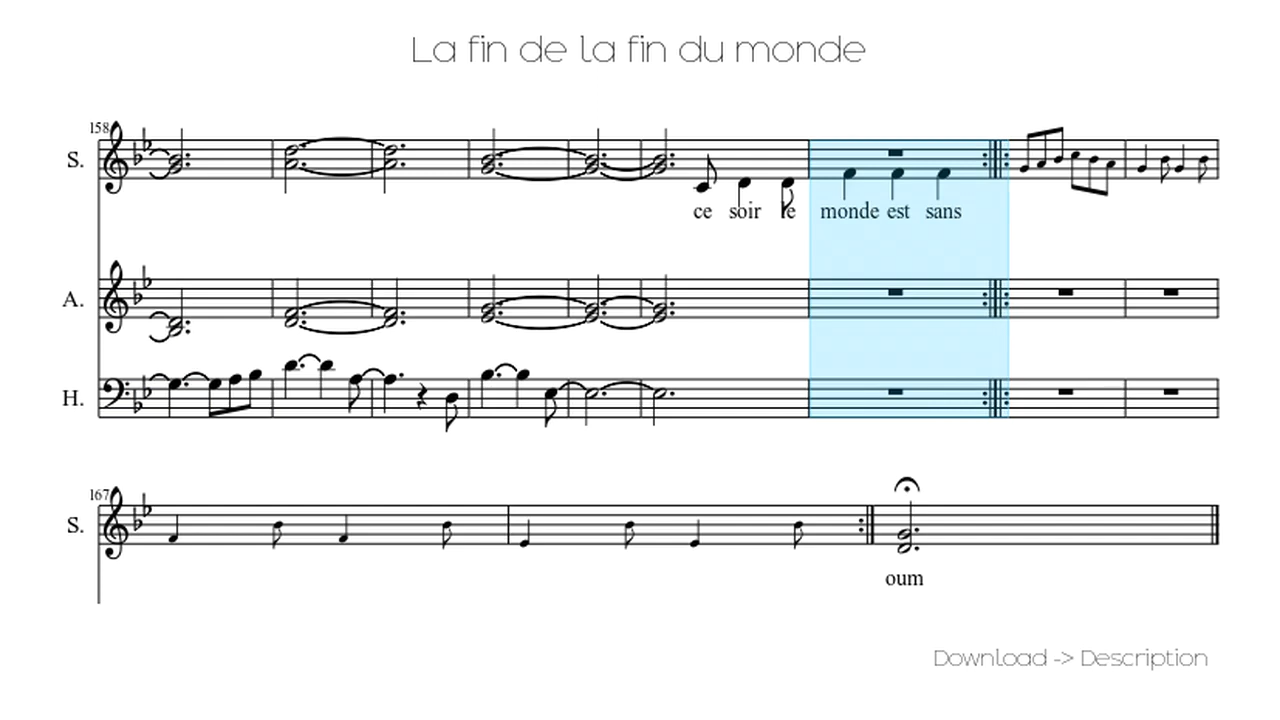 La fin de la fin du monde
158
S.
ce soir le monde est sans
A.
H.
167
S.
oum
Download -> Description